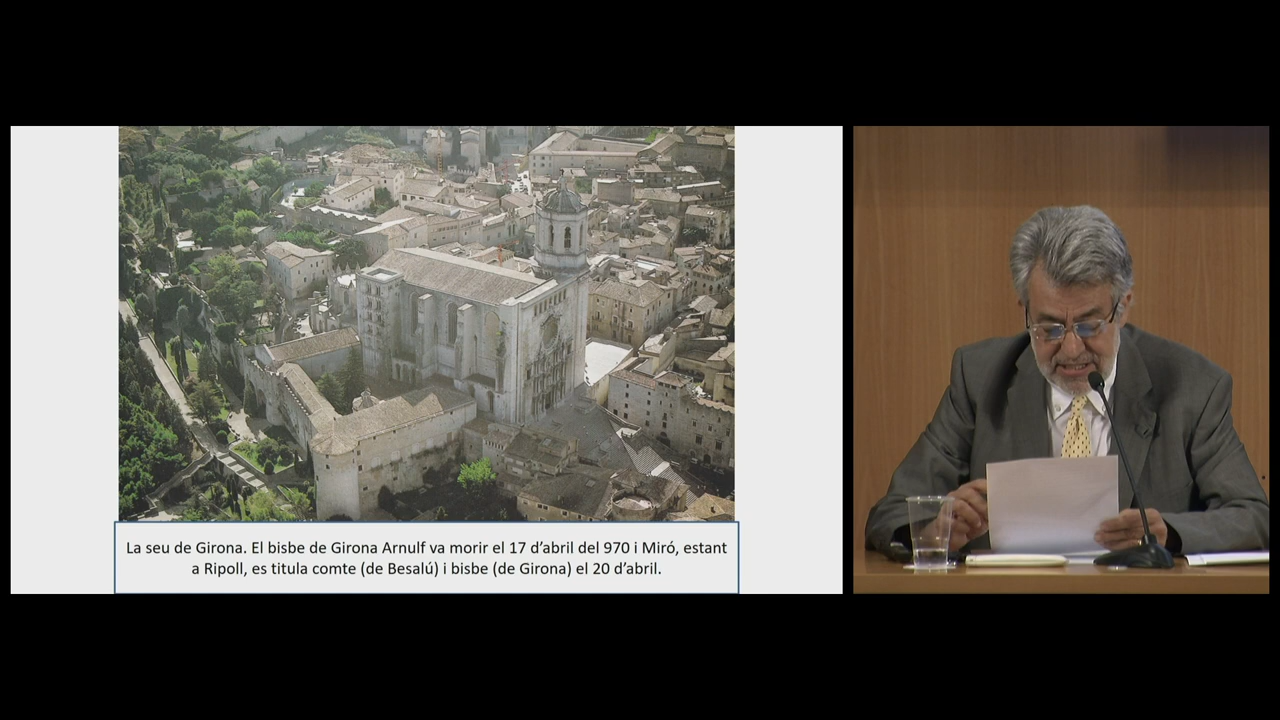 La seu de Girona. El bisbe de Girona Arnulf va morir el 17 d’abril del 970 i Miró, estant
a Ripoll, es titula comte (de Besalú) i bisbe (de Girona) el 20 d’abril.